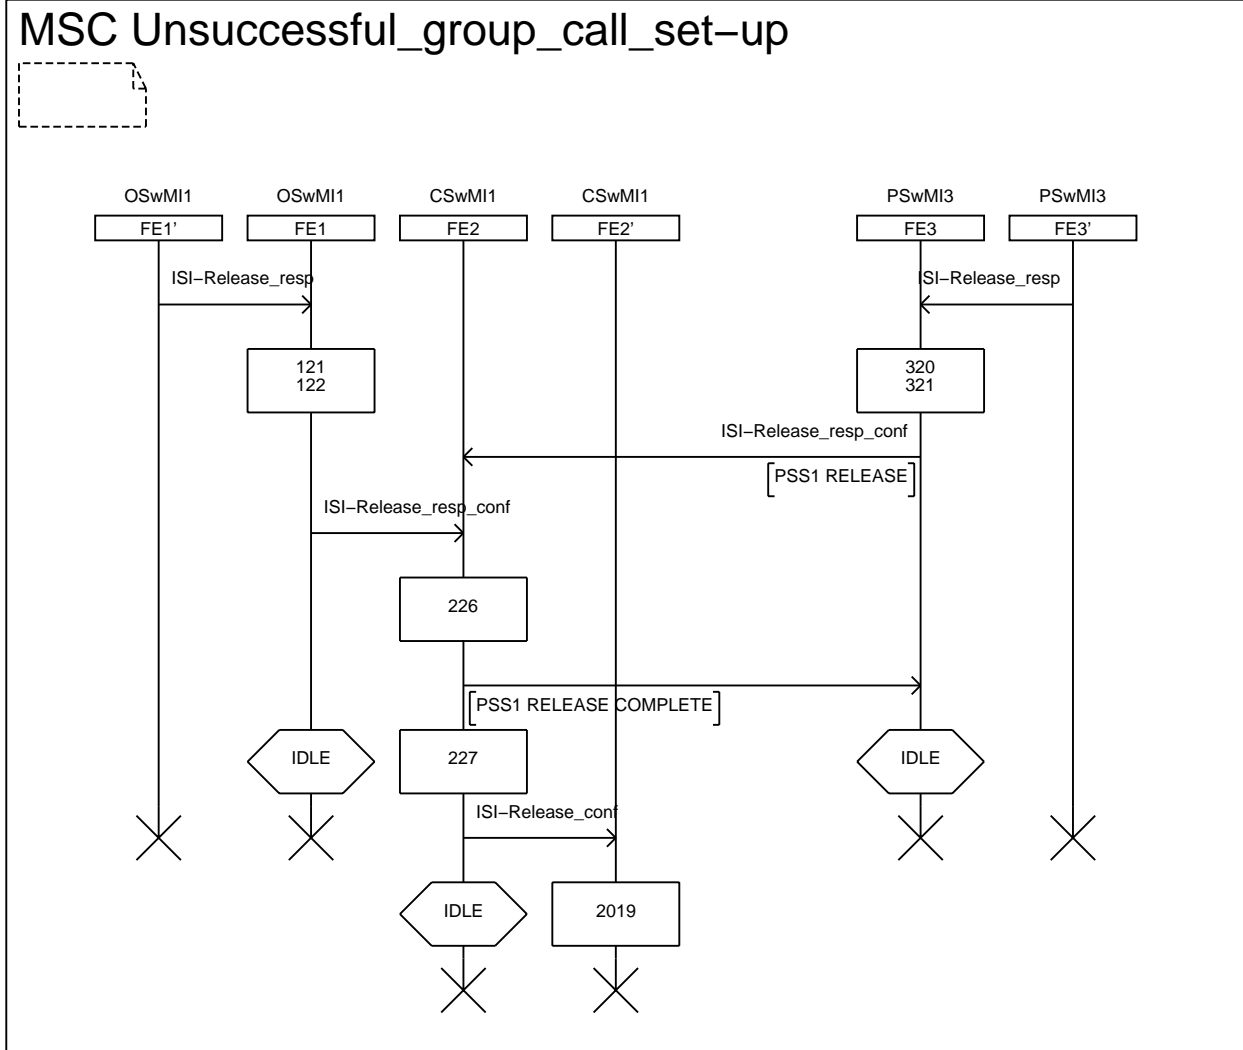 MSC Unsuccessful_group_call_set–up
OSwMI1 OSwMI1 CSwMI1 CSwMI1 PSwMI3 PSwMI3
FE1' FE1 FE2 FE2' FE3 FE3'
ISI–Release_resp ISI–Release_resp
121 320
122 321
ISI–Release_resp_conf
PSS1 RELEASE
ISI–Release_resp_conf
226
PSS1 RELEASE COMPLETE
IDLE 227 IDLE
ISI–Release_conf
IDLE 2019